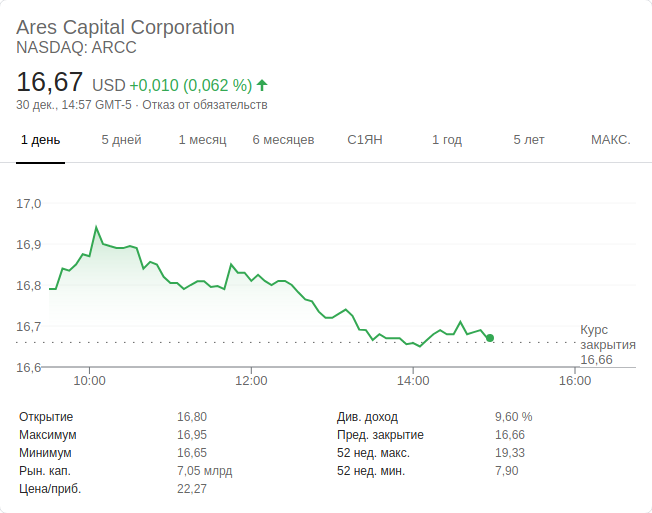 Ares Capital Corporation
NASDAQ: ARCC
16,67 USD +0,010 (0,062 %)
30 дек., 14:57 GMT-5 · Отказ от обязательств
1 день 5 дней 1 месяц 6 месяцев С1ЯН 1 год 5 лет МАКС.
17,0
16,9
16,8
16,7
16,6
Курс
закрытия
16,66
10:00 12:00 14:00 16:00
Открытие 16,80 Див. доход 9,60 %
Максимум 16,95 Пред. закрытие 16,66
Минимум 16,65 52 нед. макс. 19,33
Рын. кап. 7,05 млрд 52 нед. мин. 7,90
Цена/приб. 22,27